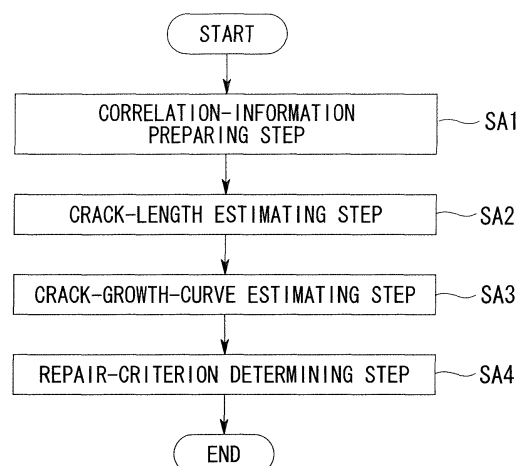 START
CORRELATION-INFORMATION
PREPARING STEP
SA1
CRACK-LENGTH ESTIMATING STEP
SA2
CRACK-GROWTH-CURVE ESTIMATING STEP
SA3
REPAIR-CRITERION DETERMINING STEP
SA4
END